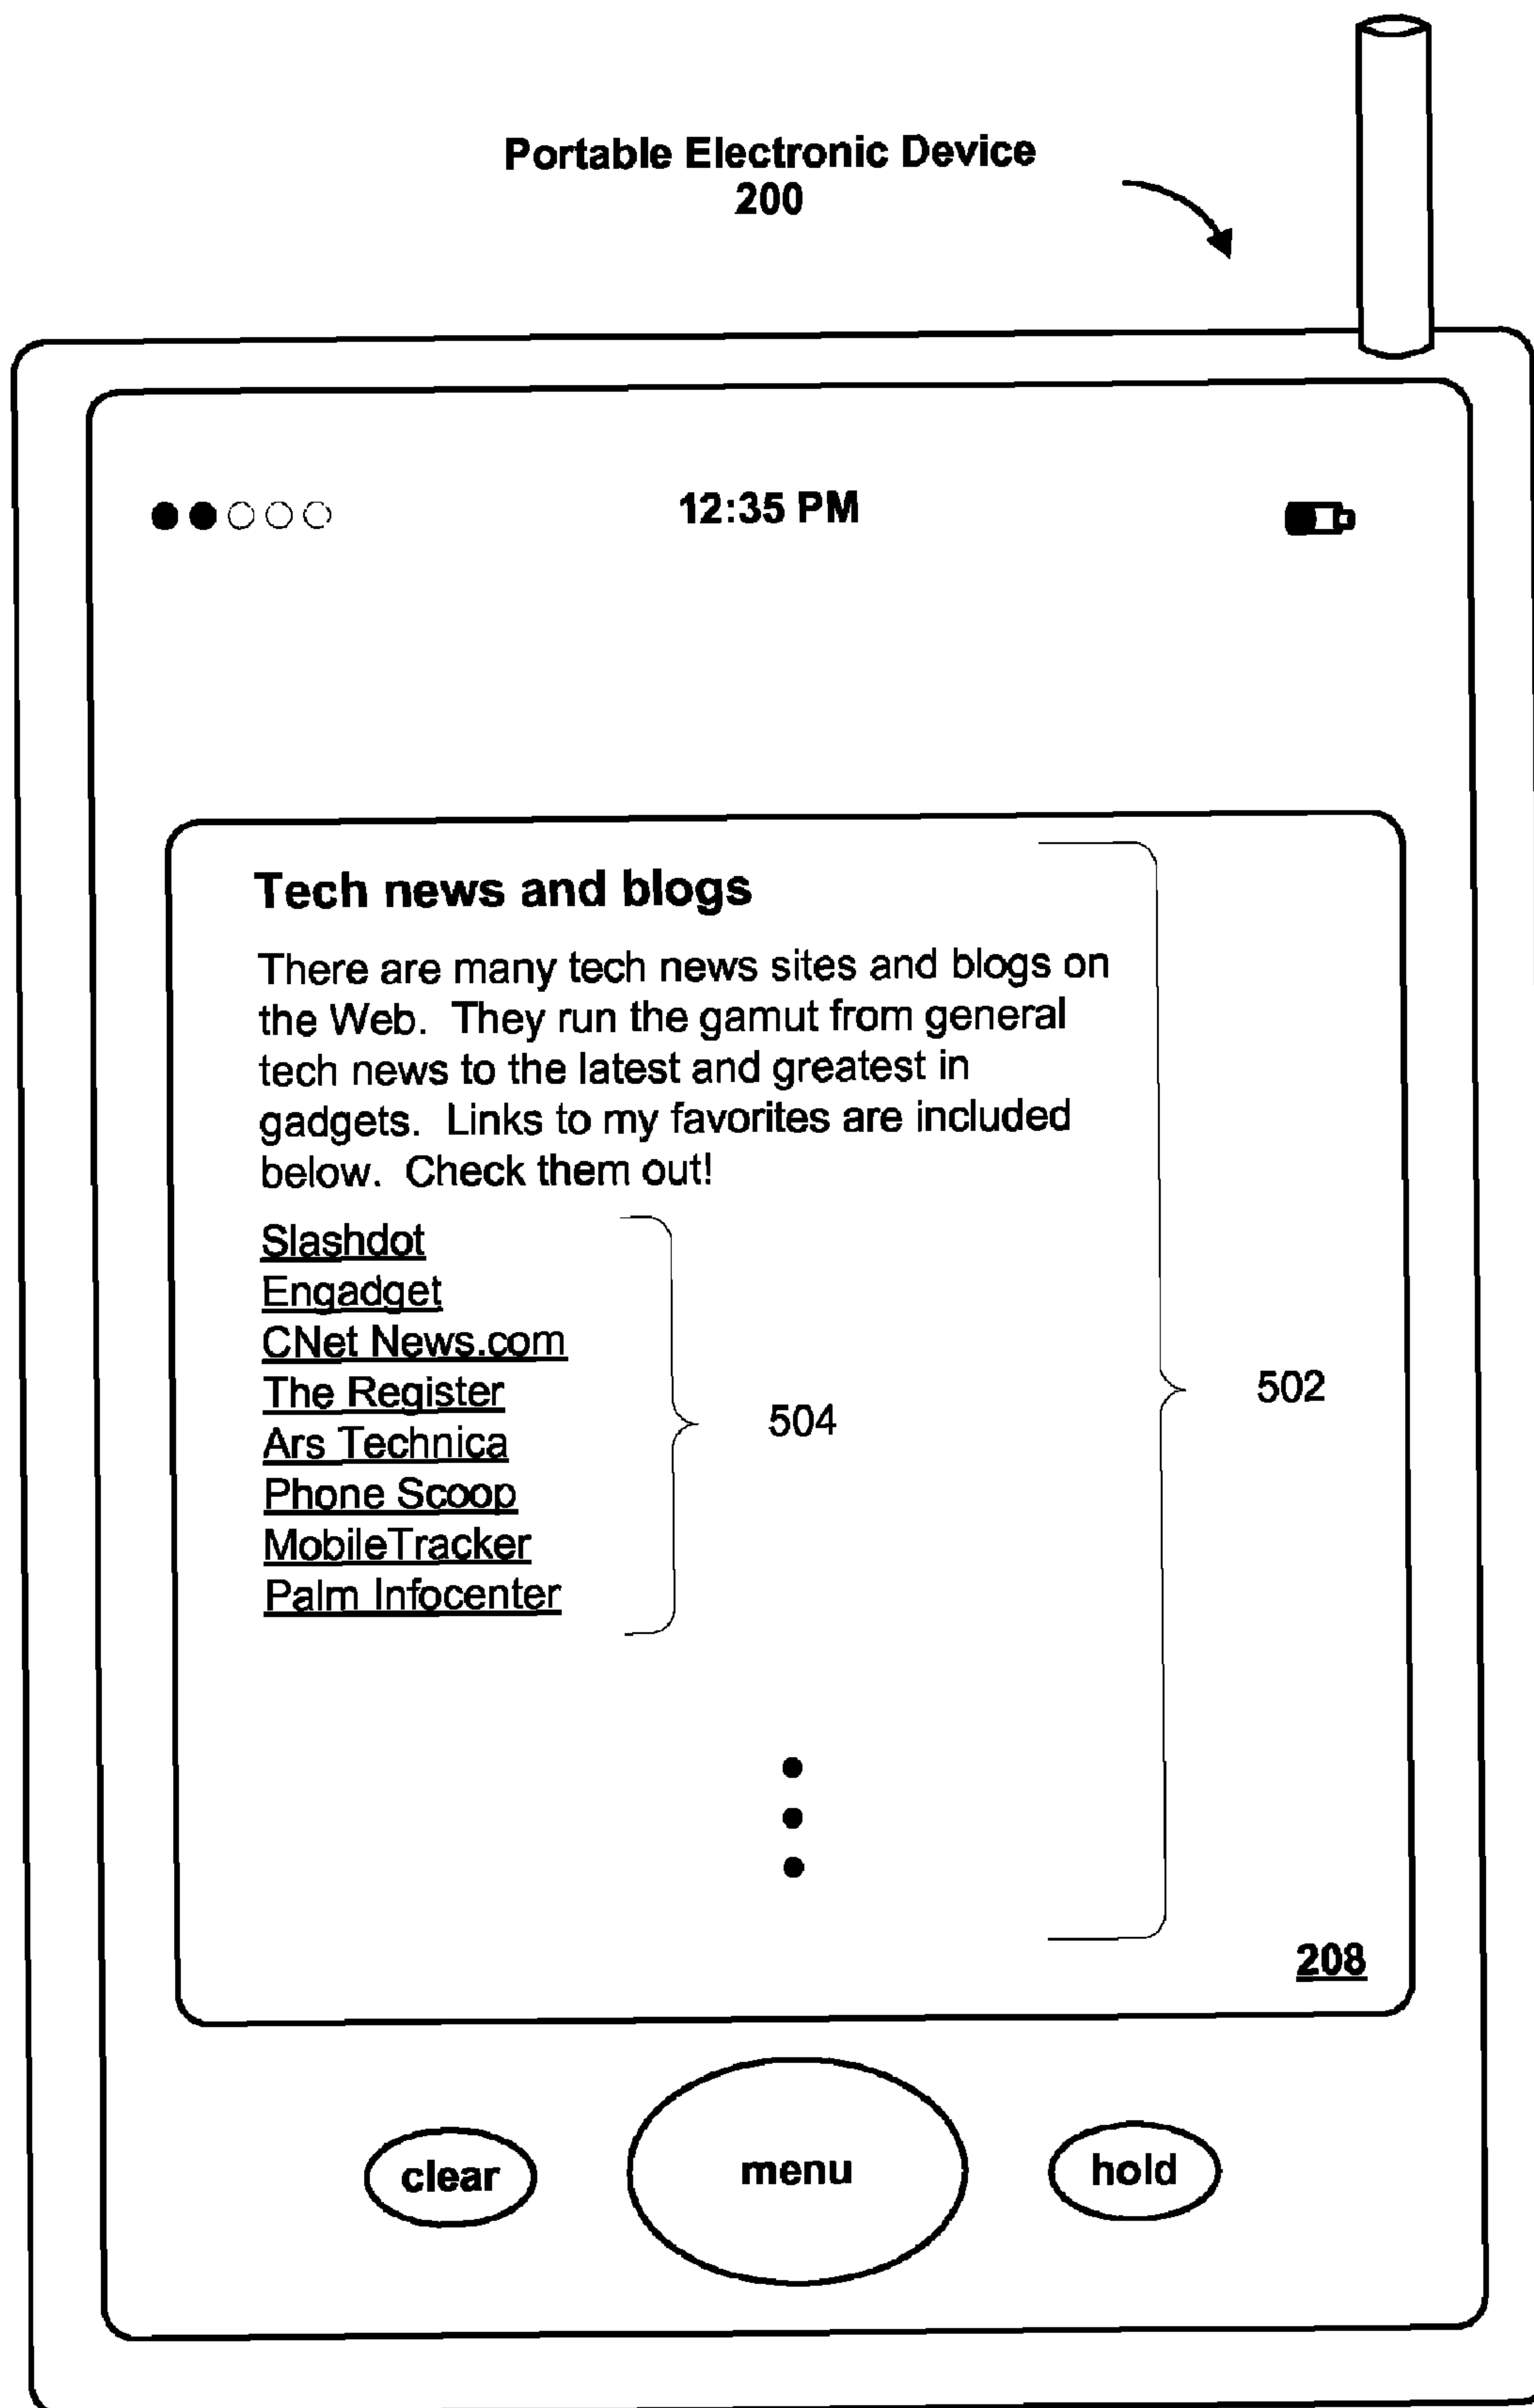 Portable Electronic Device
200
12:35 PM
Tech news and blogs
There are many tech news sites and blogs on
the Web.  They run the gamut from general
tech news to the latest and greatest in
gadgets.  Links to my favorites are included
below.  Check them out!
Slashdot
Engadget
CNet News.com
The Register
Ars Technica
Phone Scoop
MobileTracker
Palm Infocenter
504
502
208
clear
menu
hold